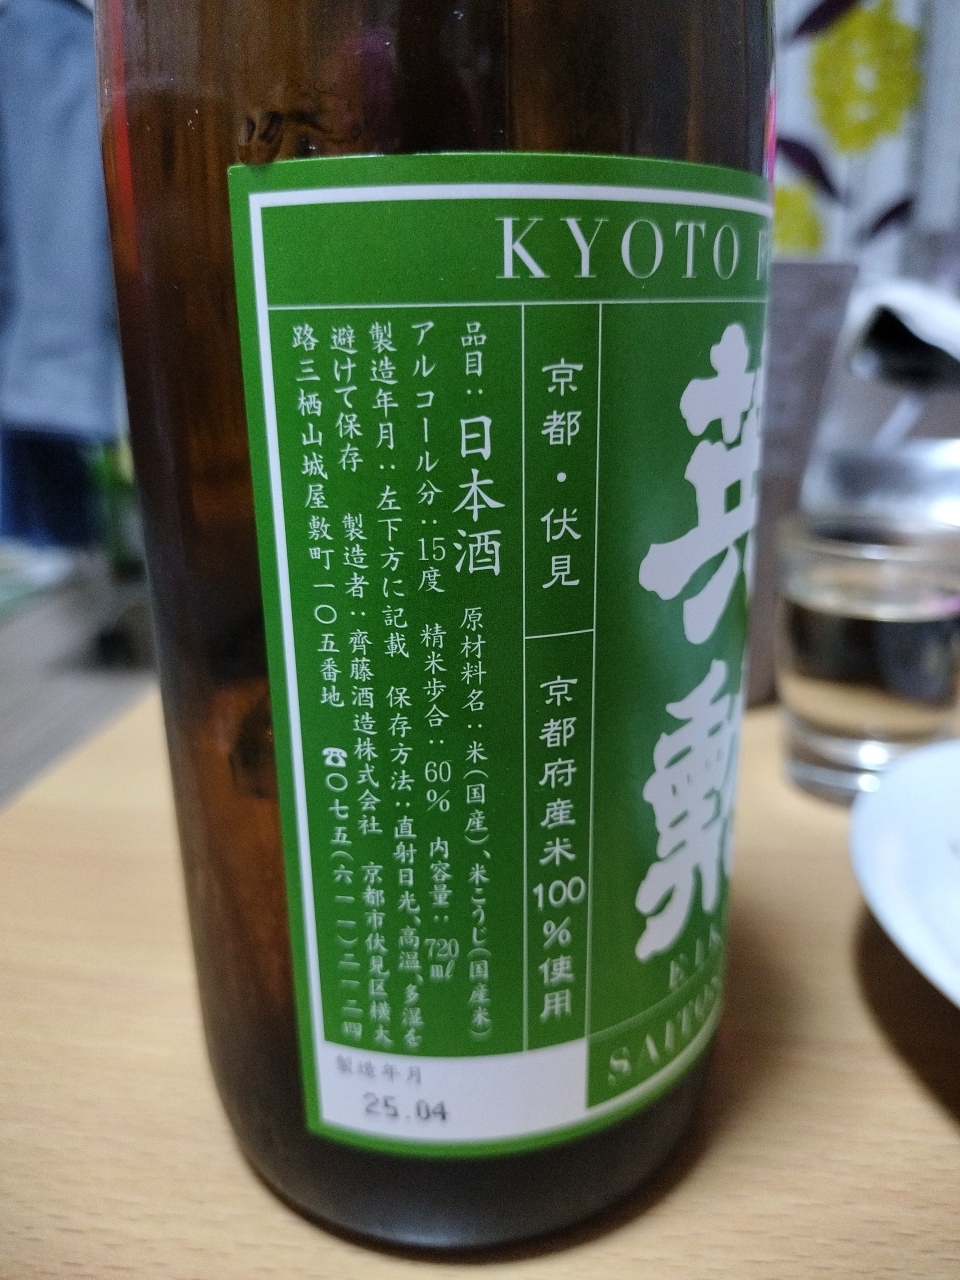 KYOTO
英勲
京都・伏見
京都府産米100%使用
品目：日本酒 原材料名：米（国産）、米こうじ（国産米）
アルコール分：15度 精米歩合：60% 内容量：720ml
製造年月：左下方に記載 保存方法：直射日光、高温、多湿を
避けて保存 製造者：齊藤酒造株式会社 京都市伏見区横大
路三栖山城屋敷町一〇五番地 ☎〇七五（六一一）二一二四
製造年月
25.04